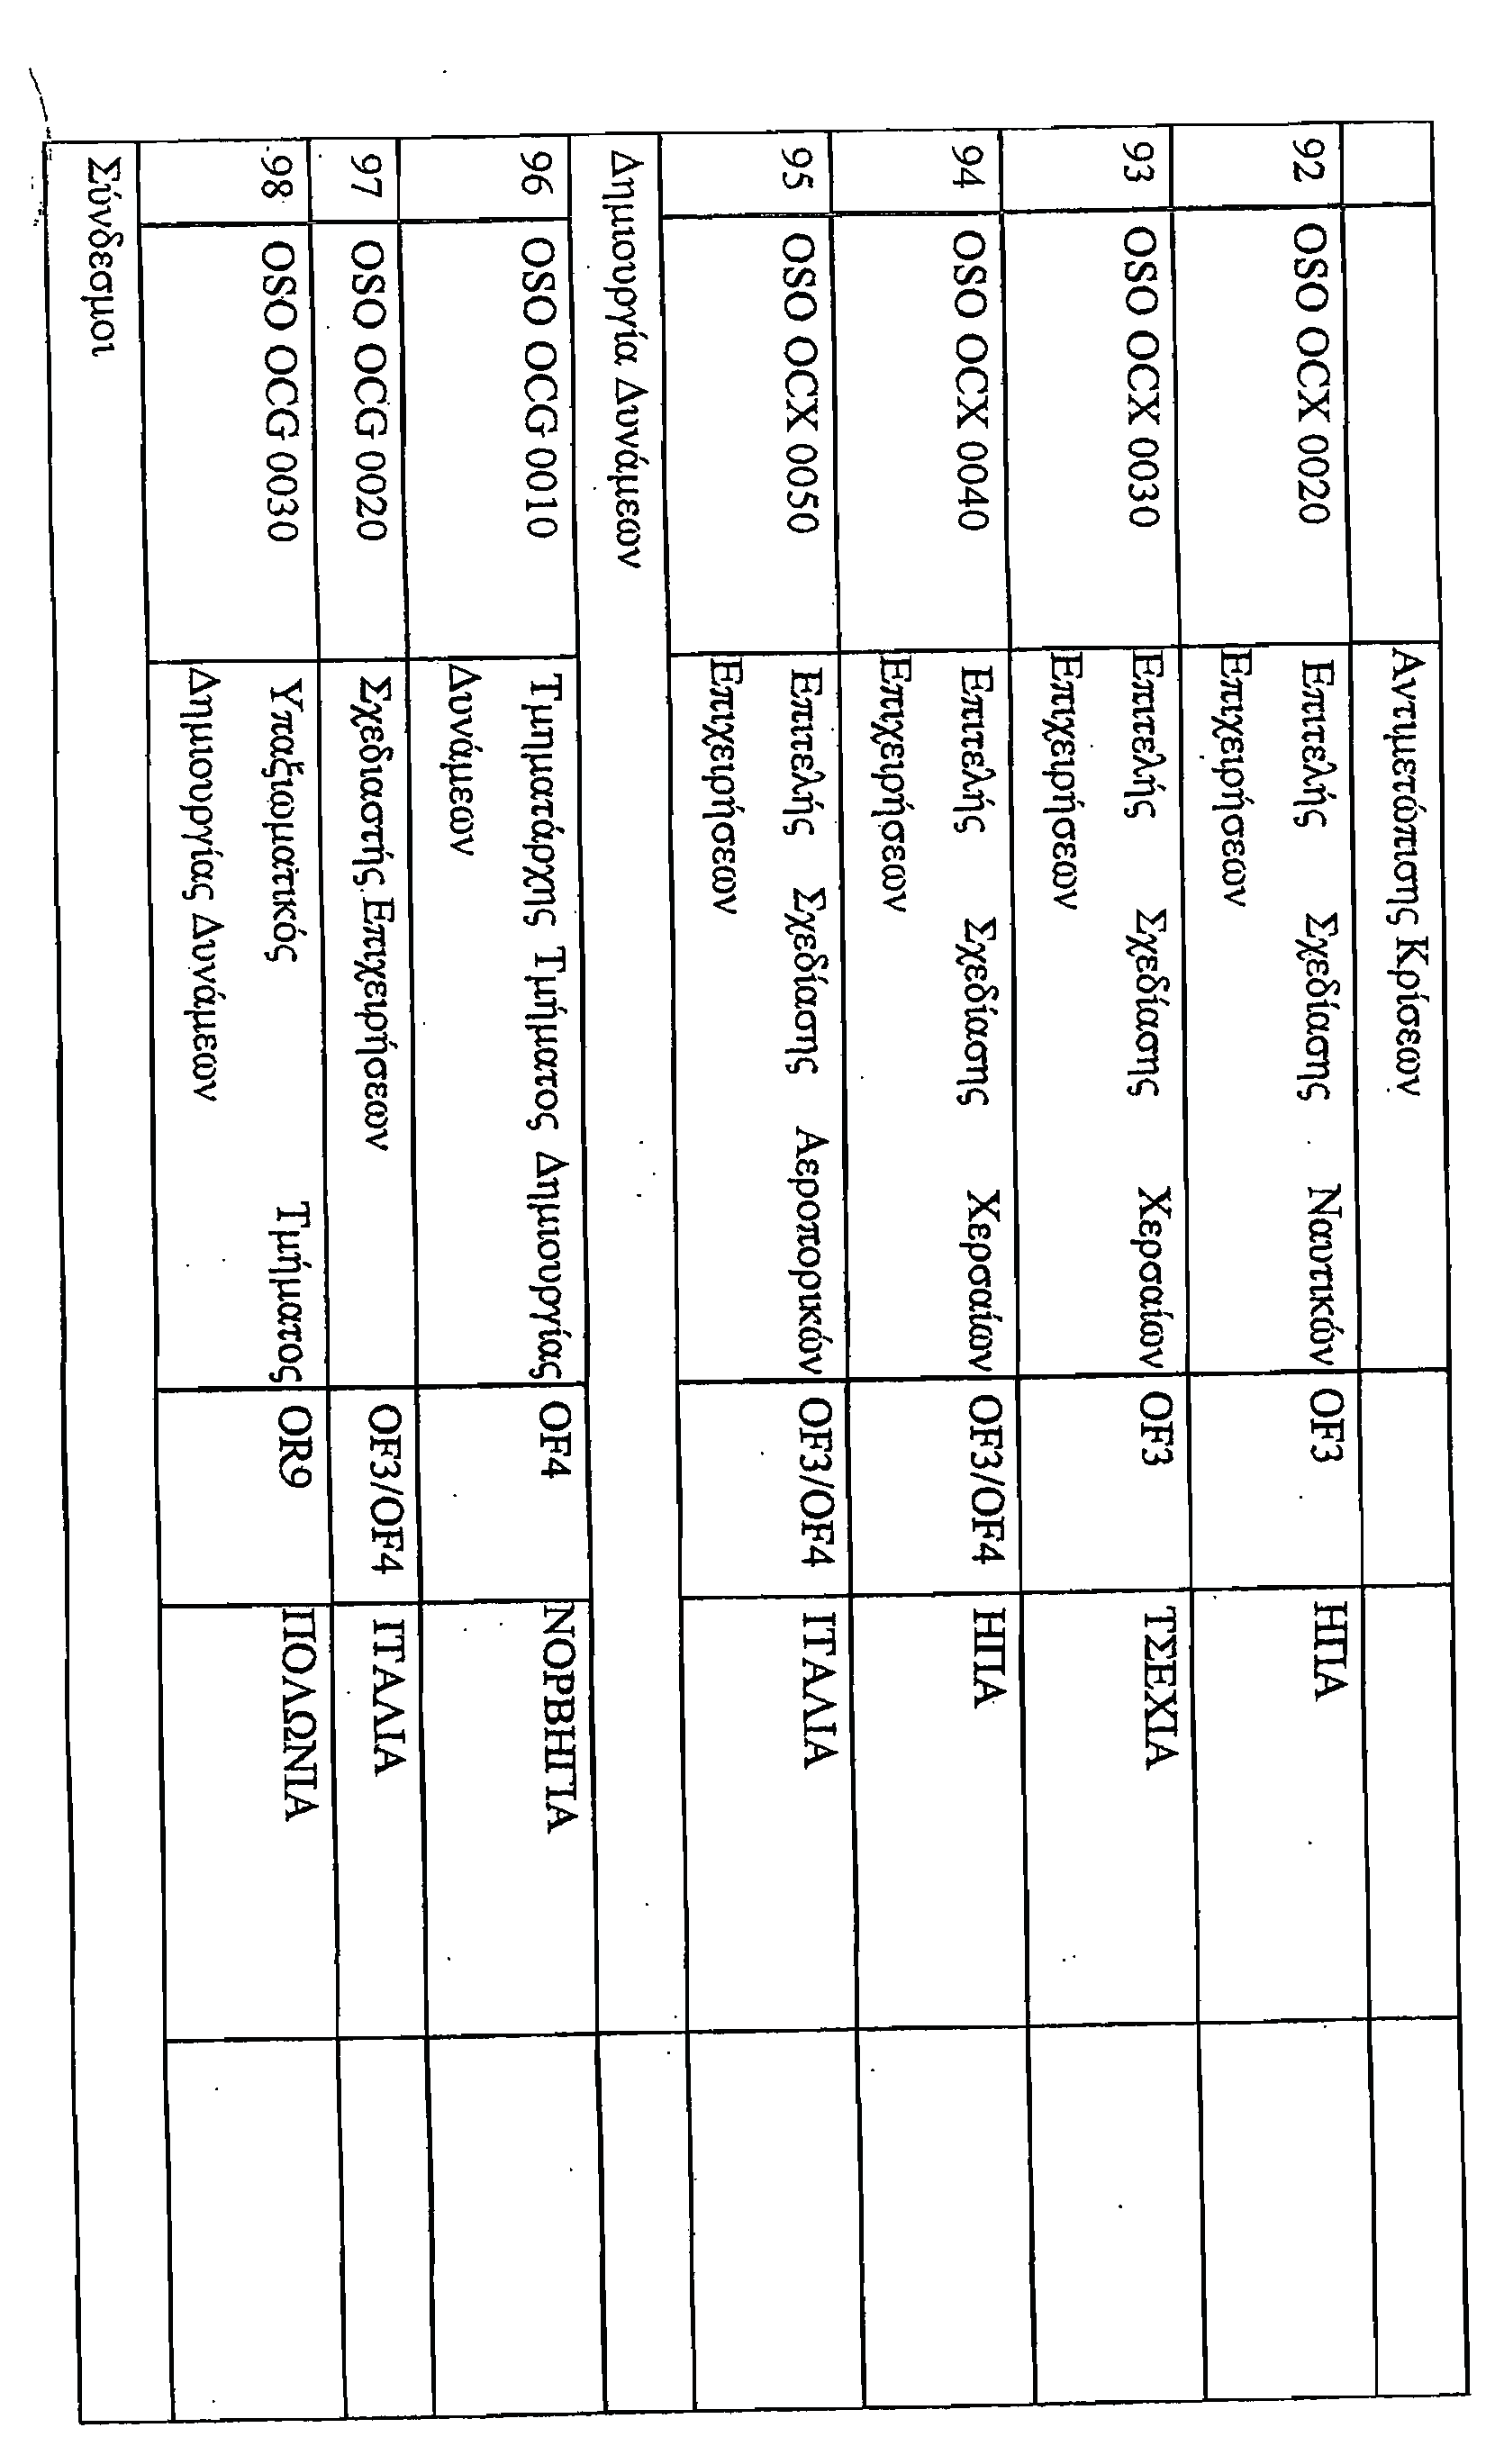 Αντιμετώπισης Κρίσεων
92 OSO OCX 0020 Επιτελής Σχεδίασης Ναυτικών OF3 ΗΠΑ
Επιχειρήσεων
93 OSO OCX 0030 Επιτελής Σχεδίασης Χερσαίων OF3 ΤΣΕΧΙΑ
Επιχειρήσεων
94 OSO OCX 0040 Επιτελής Σχεδίασης Χερσαίων OF3/OF4 ΗΠΑ
Επιχειρήσεων
95 OSO OCX 0050 Επιτελής Σχεδίασης Αεροπορικών OF3/OF4 ΙΤΑΛΙΑ
Επιχειρήσεων
Δημιουργία Δυνάμεων
96 OSO OCG 0010 Τμηματάρχης Τμήματος Δημιουργίας OF4 ΝΟΡΒΗΓΙΑ
Δυνάμεων
97 OSO OCG 0020 Σχεδιαστής Επιχειρήσεων OF3/OF4 ΙΤΑΛΙΑ
98 OSO OCG 0030 Υπαξιωματικός Τμήματος OR9 ΠΟΛΩΝΙΑ
Δημιουργίας Δυνάμεων
Σύνδεσμοι